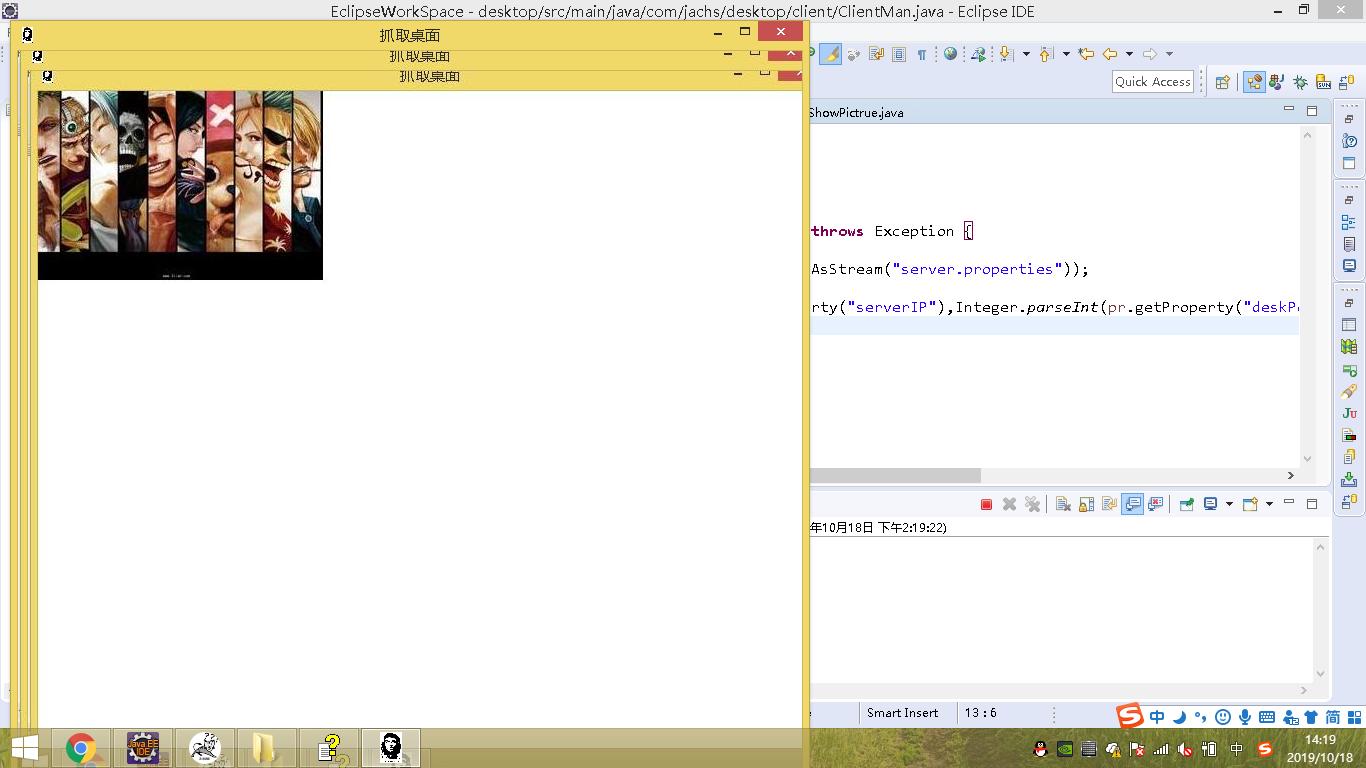 EclipseWorkSpace - desktop/src/main/java/com/jachs/desktop/client/ClientMan.java - Eclipse IDE
抓取桌面
抓取桌面
抓取桌面
Quick Access
ShowPictrue.java
throws Exception {
AsStream("server.properties"));
rty("serverIP"),Integer.parseInt(pr.getProperty("deskP
年10月18日 下午2:19:22)
Smart Insert
13 : 6
中
简
中
14:19
2019/10/18